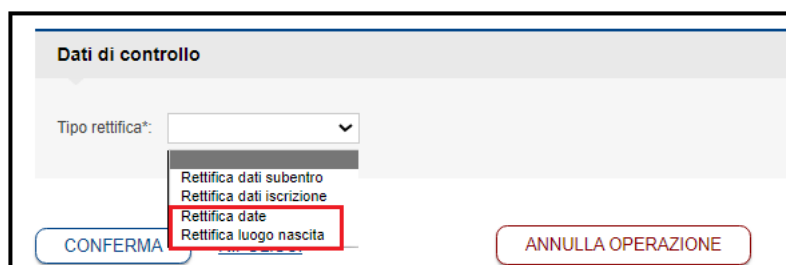 Dati di controllo
Tipo rettifica*:
Rettifica dati subentro
Rettifica dati iscrizione
Rettifica date
Rettifica luogo nascita
CONFERMA
ANNULLA OPERAZIONE